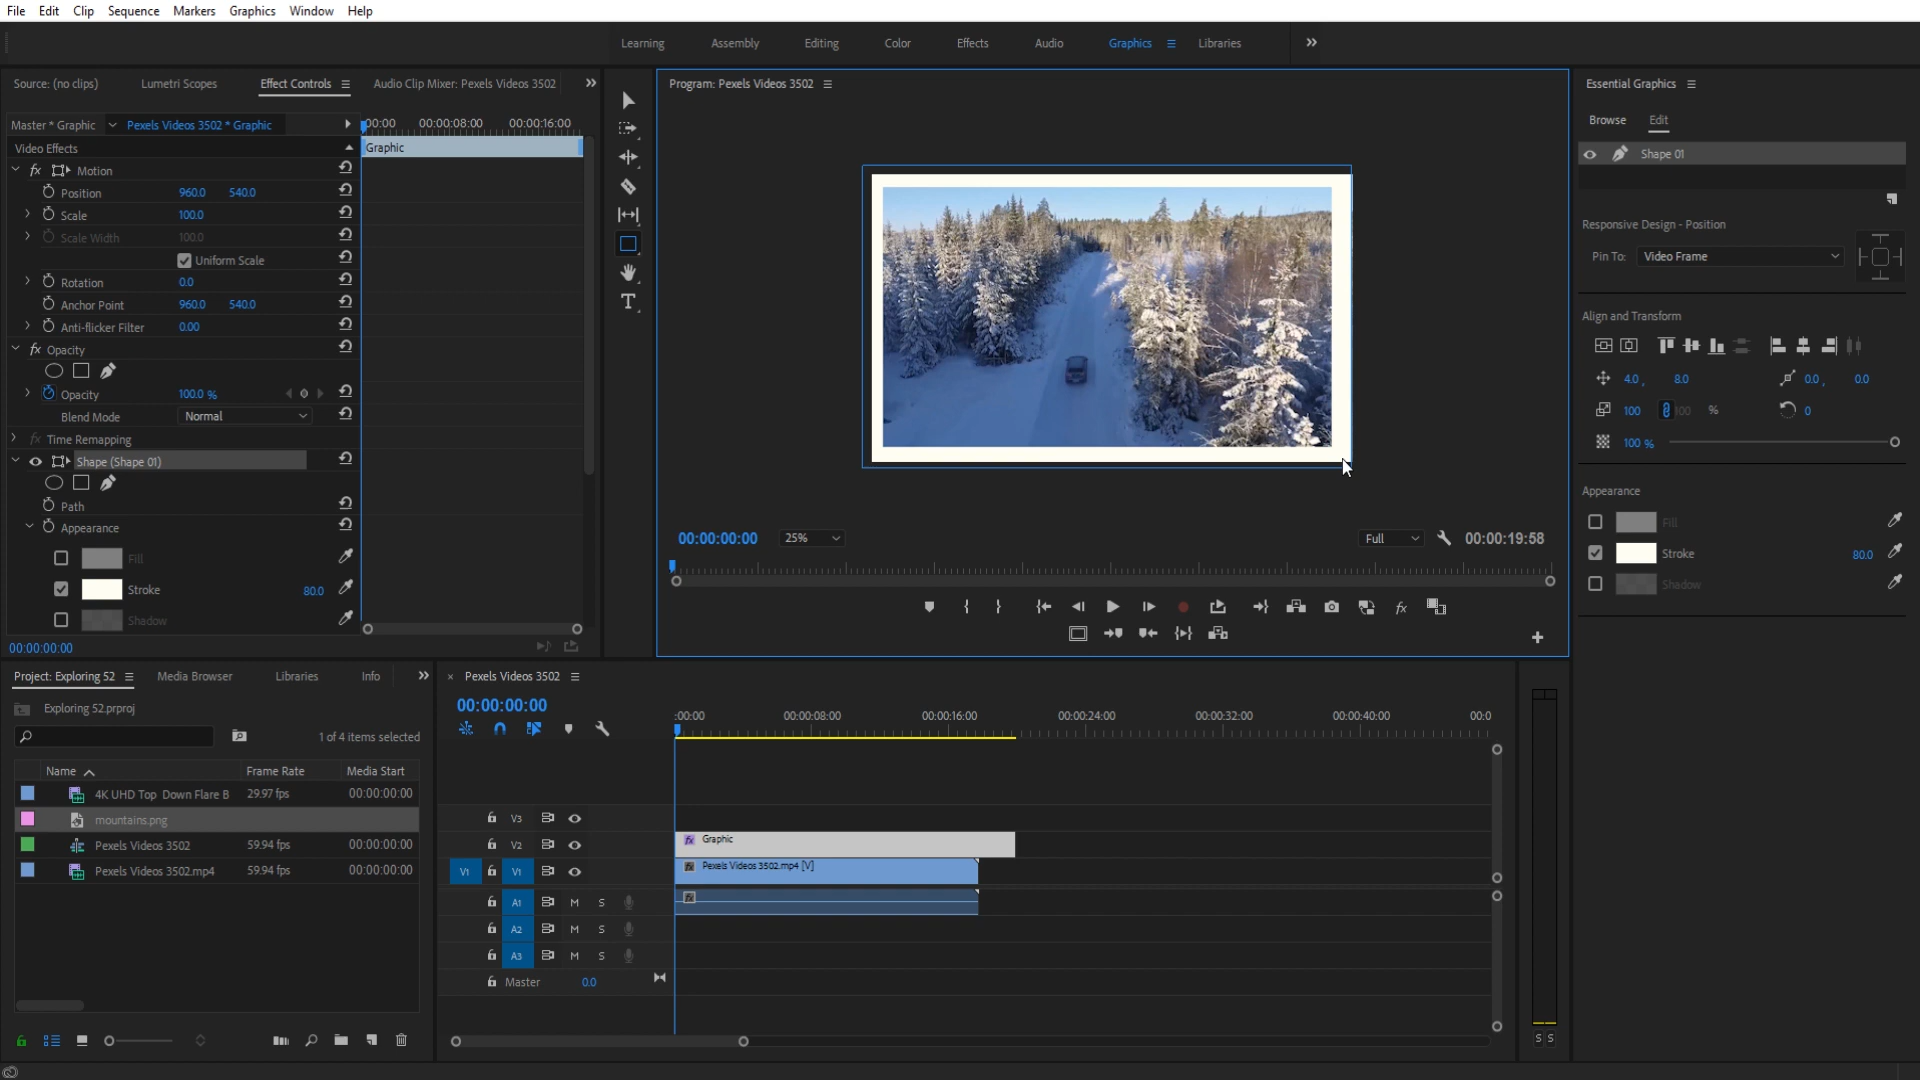 File Edit Clip Sequence Markers Graphics Window Help
Learning Assembly Editing Color Effects Audio Graphics Libraries
Source: (no clips) Lumetri Scopes Effect Controls Audio Clip Mixer: Pexels Videos 3502
Master * Graphic Pexels Videos 3502 * Graphic
:00:00 00:00:08:00 00:00:16:00
Video Effects
Graphic
fx Motion
Position 960.0 540.0
Scale 100.0
Scale Width 100.0
Uniform Scale
Rotation 0.0
Anchor Point 960.0 540.0
Anti-flicker Filter 0.00
fx Opacity
Opacity 100.0 %
Blend Mode Normal
fx Time Remapping
Shape (Shape 01)
Path
Appearance
Fill
Stroke 80.0
Shadow
00:00:00:00
Program: Pexels Videos 3502
00:00:00:00 25% Full 00:00:19:58
fx
Essential Graphics
Browse Edit
Shape 01
Responsive Design - Position
Pin To: Video Frame
Align and Transform
4.0 , 8.0 0.0 , 0.0
100 100 % 0
100 %
Appearance
Fill
Stroke 80.0
Shadow
Project: Exploring 52 Media Browser Libraries Info
Exploring 52.prproj
1 of 4 items selected
Name Frame Rate Media Start
4K UHD Top Down Flare B 29.97 fps 00:00:00:00
mountains.png
Pexels Videos 3502 59.94 fps 00:00:00:00
Pexels Videos 3502.mp4 59.94 fps 00:00:00:00
× Pexels Videos 3502
00:00:00:00
:00:00 00:00:08:00 00:00:16:00 00:00:24:00 00:00:32:00 00:00:40:00 00:0
V3
V2 fx Graphic
V1 V1 fx Pexels Videos 3502.mp4 [V]
A1 M S fx
A2 M S
A3 M S
Master 0.0
S S